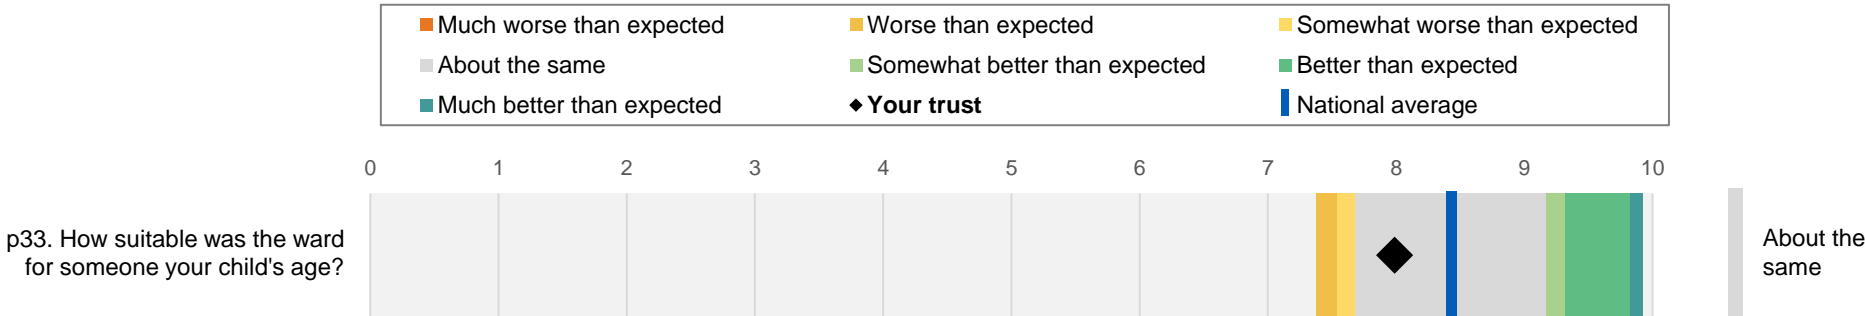 Much worse than expected
Worse than expected
Somewhat worse than expected
About the same
Somewhat better than expected
Better than expected
Much better than expected
Your trust
National average
0 1 2 3 4 5 6 7 8 9 10
p33. How suitable was the ward
for someone your child's age?
About the
same